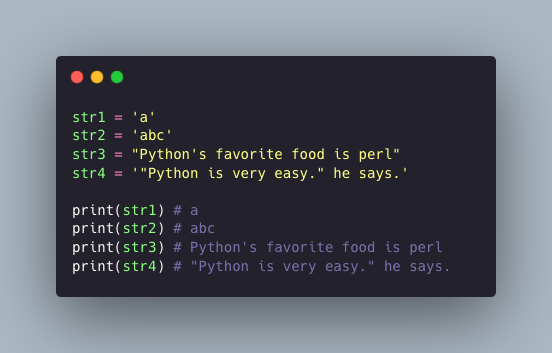 str1 = 'a'
str2 = 'abc'
str3 = "Python's favorite food is perl"
str4 = '"Python is very easy." he says.'

print(str1) # a
print(str2) # abc
print(str3) # Python's favorite food is perl
print(str4) # "Python is very easy." he says.